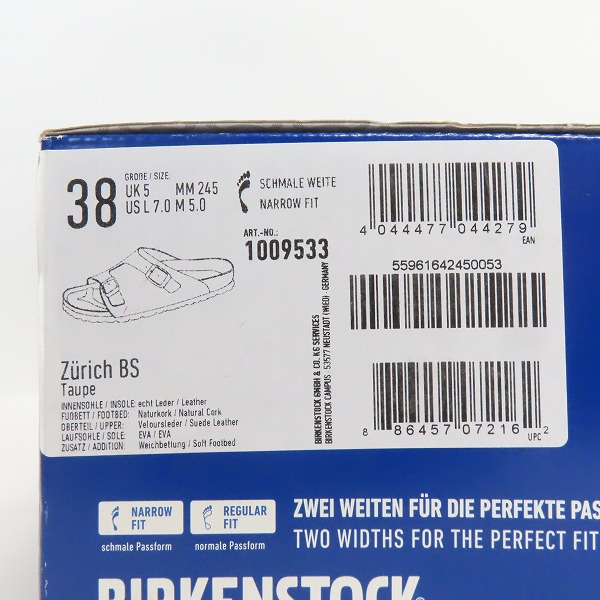 38
GRÖßE / SIZE:
UK 5 MM 245
US L 7.0 M 5.0
SCHMALE WEITE
NARROW FIT
ART.-NO.:
1009533
Zürich BS
Taupe
INNENSOHLE / INSOLE: echt Leder / Leather
FUßBETT / FOOTBED: Naturkork / Natural Cork
OBERTEIL / UPPER: Veloursleder / Suede Leather
LAUFSOHLE / SOLE: EVA / EVA
ZUSATZ / ADDITION: Weichbettung / Soft Footbed
BIRKENSTOCK GMBH & CO. KG SERVICES
BIRKENSTOCK CAMPUS 53577 NEUSTADT (WIED) GERMANY
4 044477 044279
EAN
55961642450053
8 86457 07216 2
UPC
NARROW
FIT
schmale Passform
REGULAR
FIT
normale Passform
ZWEI WEITEN FÜR DIE PERFEKTE PAS
TWO WIDTHS FOR THE PERFECT FIT
BIRKENSTOCK®